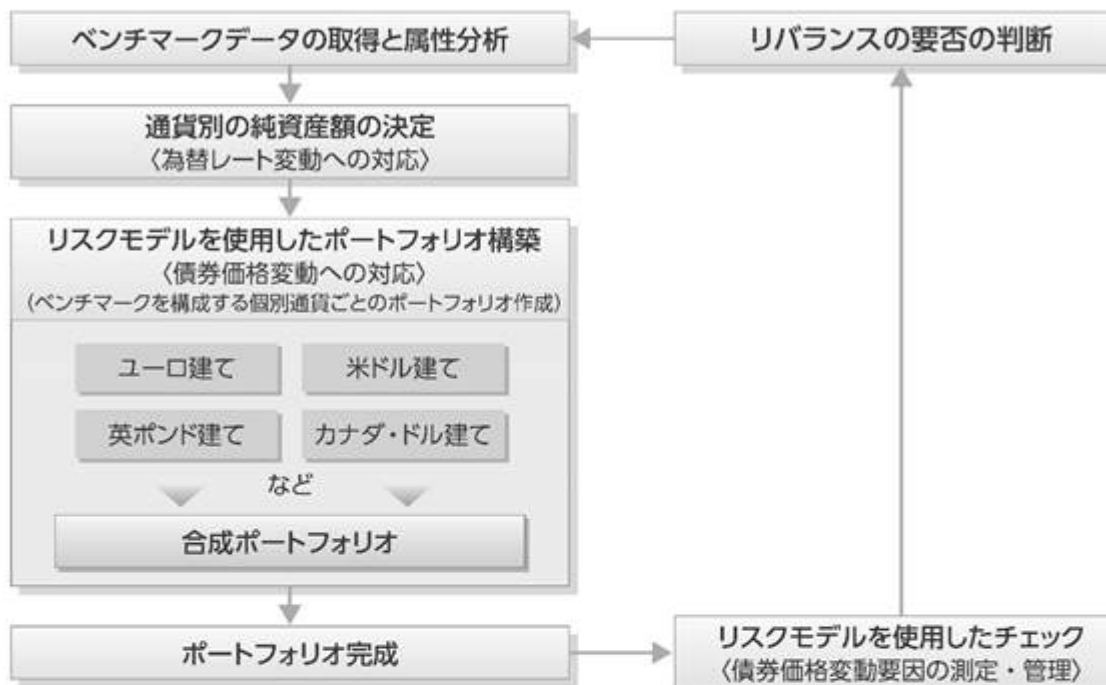 ベンチマークデータの取得と属性分析
リバランスの要否の判断
通貨別の純資産額の決定
〈為替レート変動への対応〉
リスクモデルを使用したポートフォリオ構築
〈債券価格変動への対応〉
(ベンチマークを構成する個別通貨ごとのポートフォリオ作成)
ユーロ建て
米ドル建て
英ポンド建て
カナダ・ドル建て
など
合成ポートフォリオ
ポートフォリオ完成
リスクモデルを使用したチェック
〈債券価格変動要因の測定・管理〉